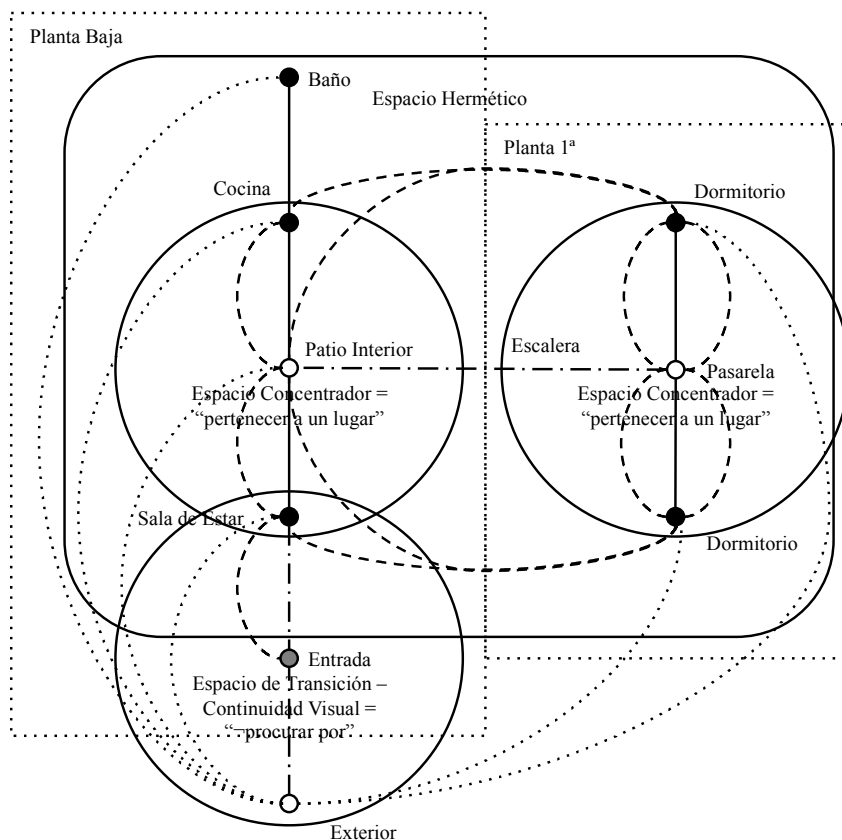 Planta Baja
Baño
Espacio Hermético
Planta 1ª
Cocina
Dormitorio
Patio Interior
Escalera
Pasarela
Espacio Concentrador =
“pertenecer a un lugar”
Espacio Concentrador =
“pertenecer a un lugar”
Sala de Estar
Dormitorio
Entrada
Espacio de Transición –
Continuidad Visual =
“¬procurar por”
Exterior